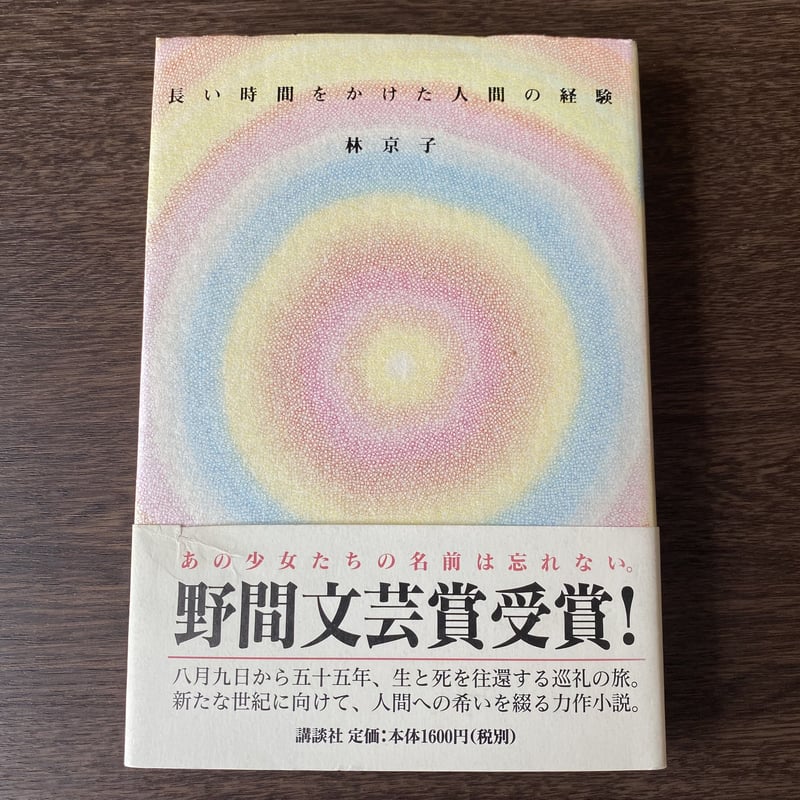 長い時間をかけた人間の経験
林京子
あの少女たちの名前は忘れない。
野間文芸賞受賞!
八月九日から五十五年、生と死を往還する巡礼の旅。
新たな世紀に向けて、人間への希いを綴る力作小説。
講談社 定価:本体1600円(税別)